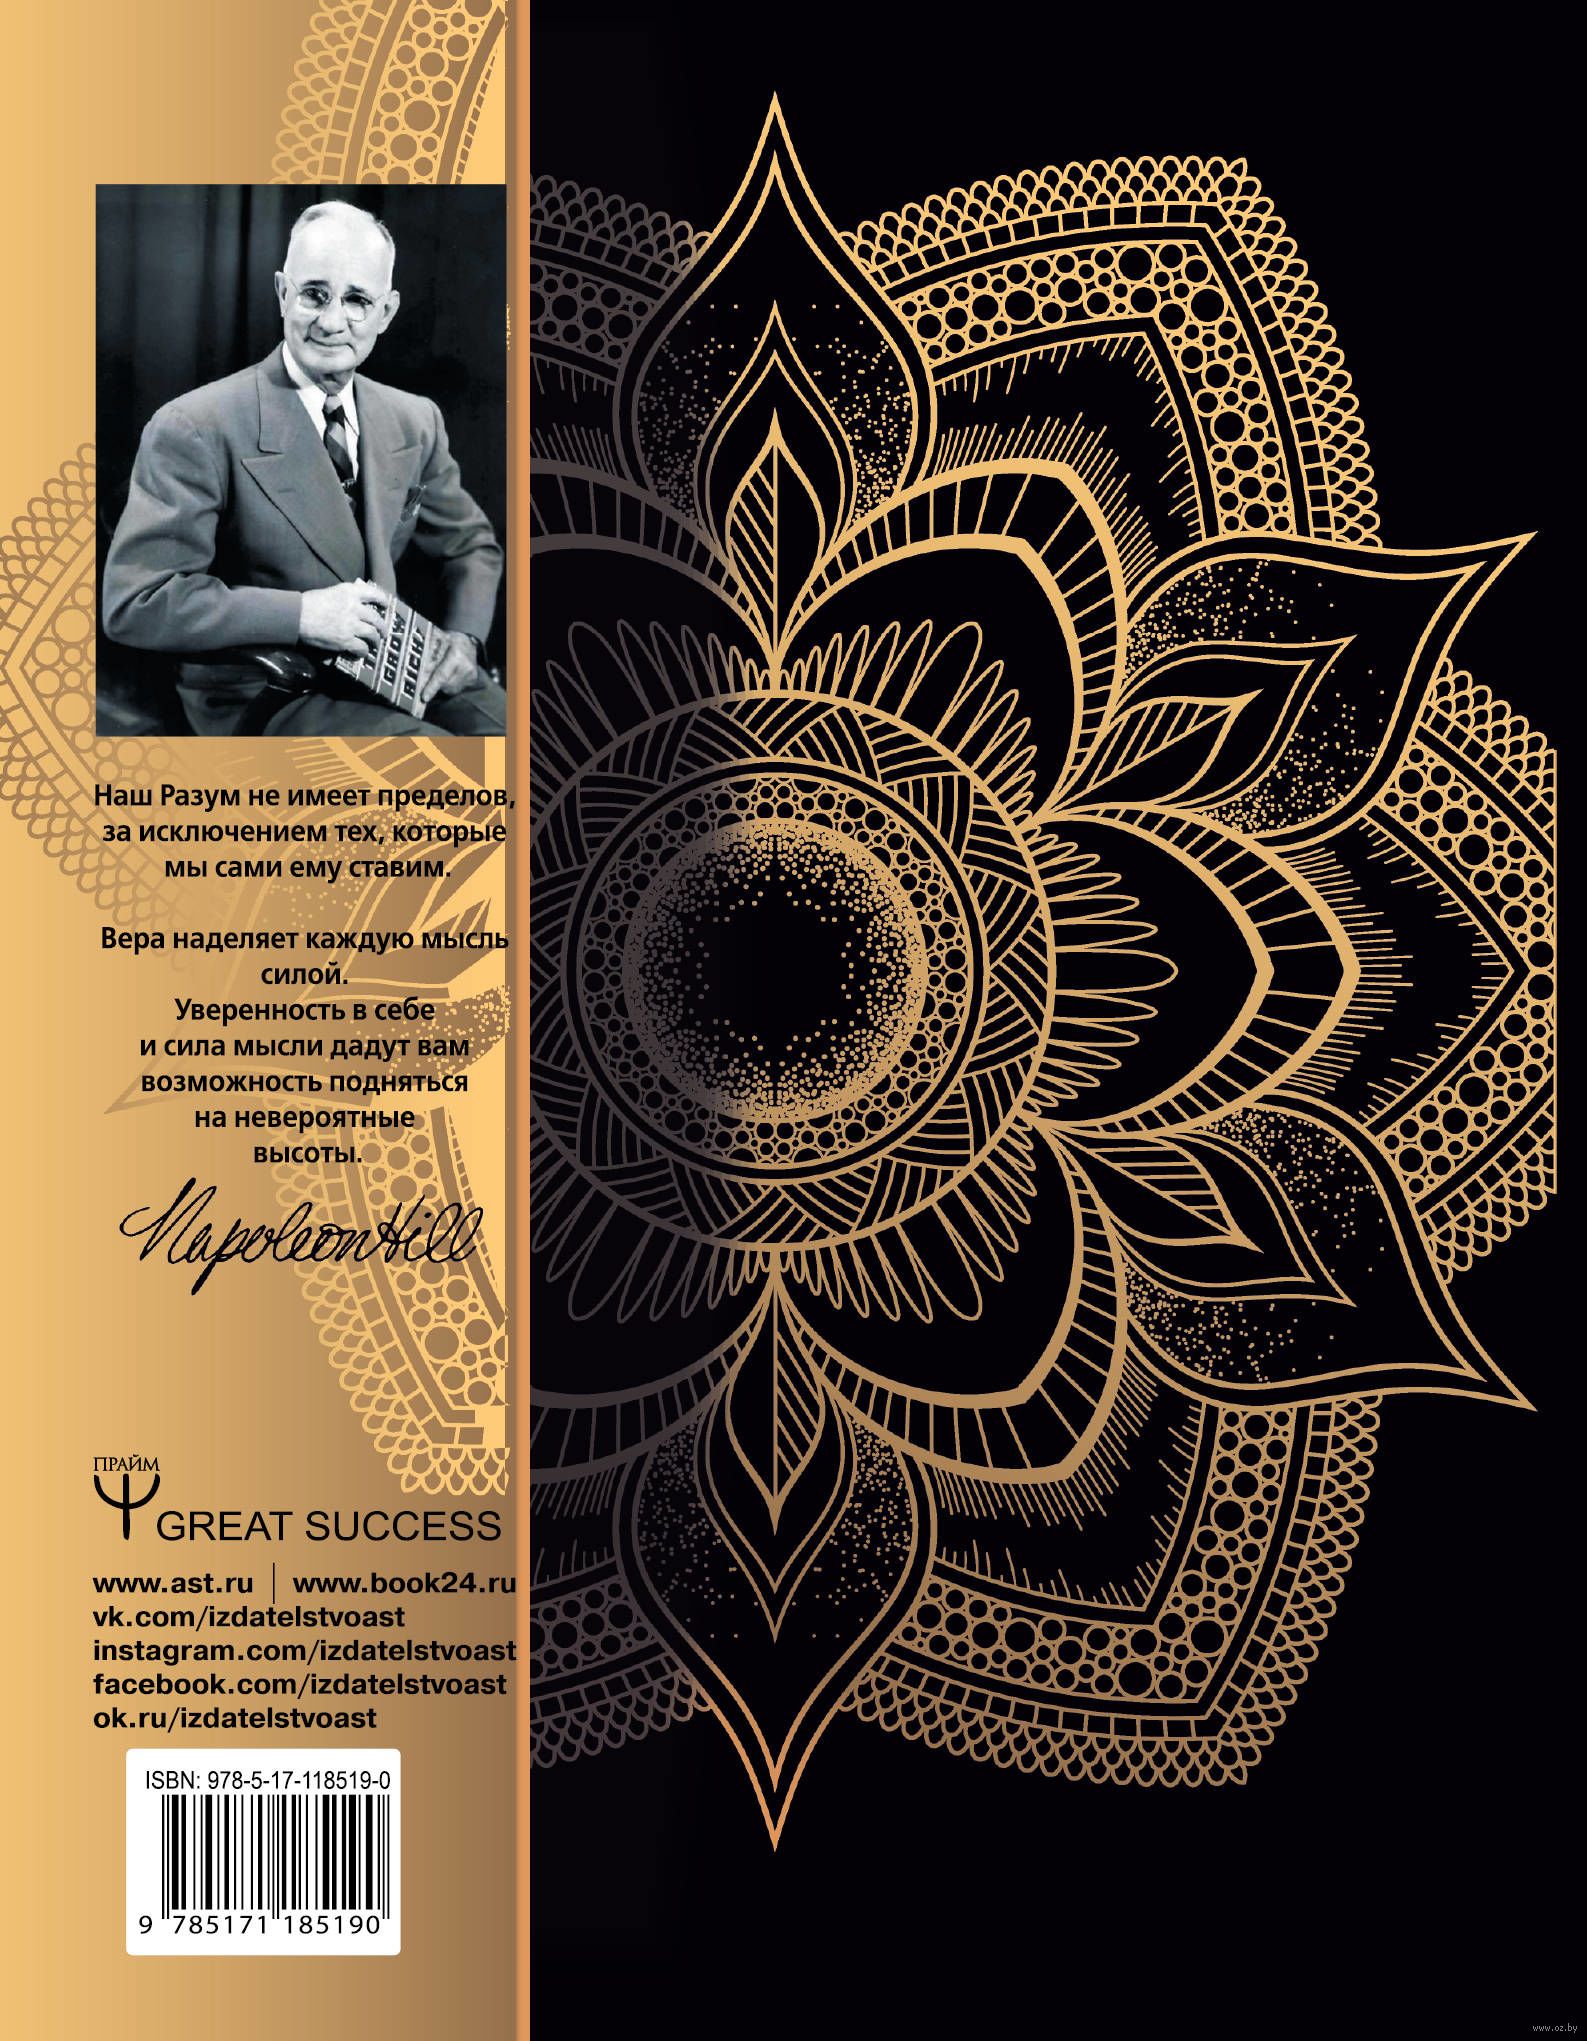 THINK
GROW
RICH
Наш Разум не имеет пределов,
за исключением тех, которые
мы сами ему ставим.
Вера наделяет каждую мысль
силой.
Уверенность в себе
и сила мысли дадут вам
возможность подняться
на невероятные
высоты.
Napoleon Hill
ПРАЙМ
GREAT SUCCESS
www.ast.ru | www.book24.ru
vk.com/izdatelstvoast
instagram.com/izdatelstvoast
facebook.com/izdatelstvoast
ok.ru/izdatelstvoast
ISBN: 978-5-17-118519-0
9 785171 185190
www.oz.by